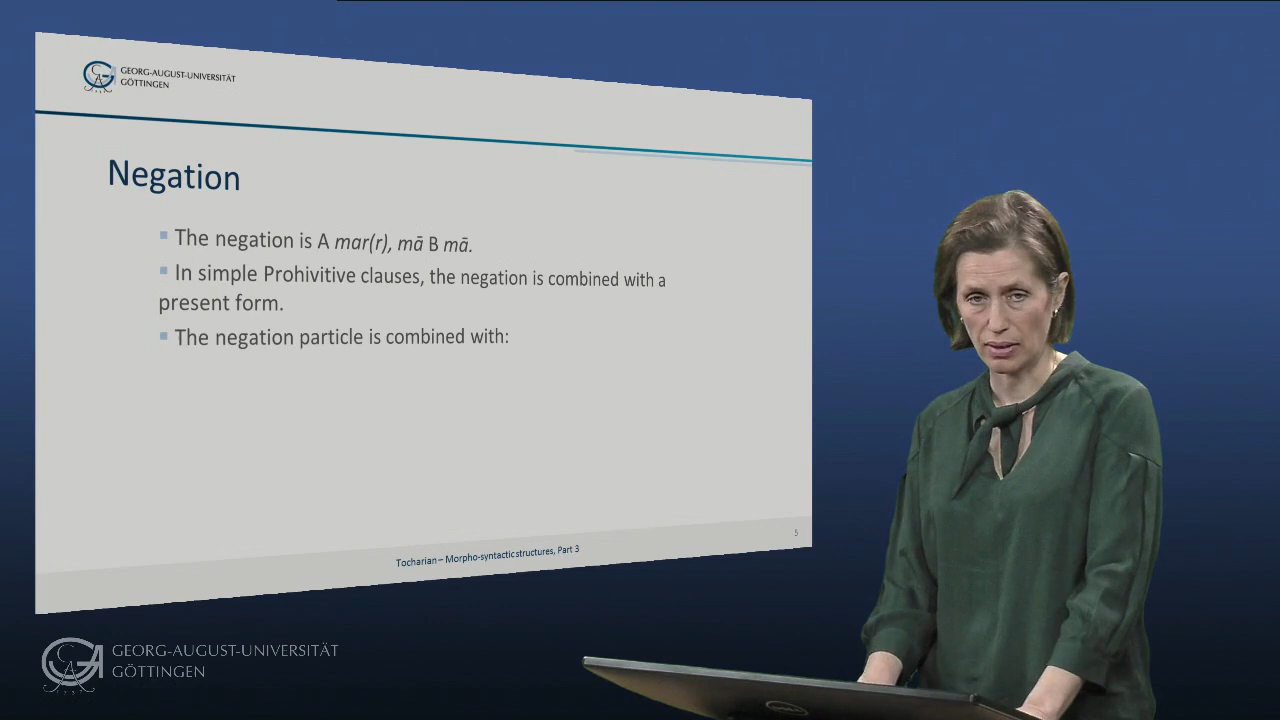 GEORG-AUGUST-UNIVERSITÄT
GÖTTINGEN
Negation
The negation is A mar(r), mā B mā.
In simple Prohivitive clauses, the negation is combined with a
present form.
The negation particle is combined with:
5
Tocharian – Morpho-syntactic structures, Part 3
GEORG-AUGUST-UNIVERSITÄT
GÖTTINGEN